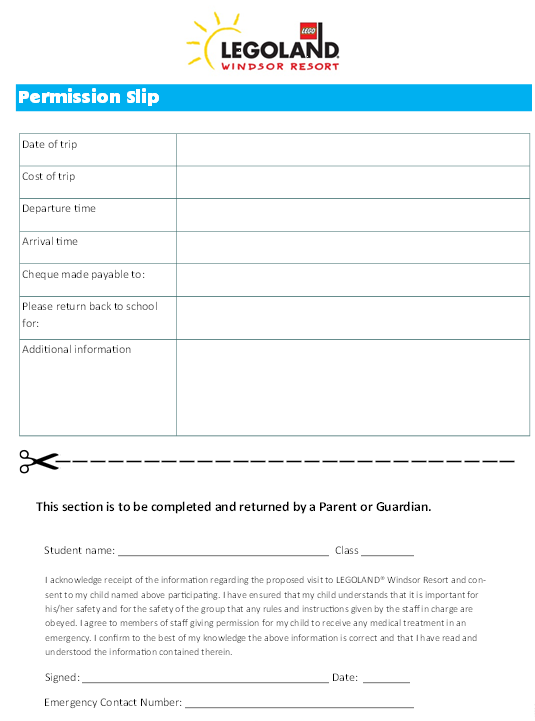 LEGO
LEGOLAND
WINDSOR RESORT
Permission Slip
Date of trip
Cost of trip
Departure time
Arrival time
Cheque made payable to:
Please return back to school
for:
Additional information
This section is to be completed and returned by a Parent or Guardian.
Student name: Class
I acknowledge receipt of the information regarding the proposed visit to LEGOLAND® Windsor Resort and con-
sent to my child named above participating. I have ensured that my child understands that it is important for
his/her safety and for the safety of the group that any rules and instructions given by the staff in charge are
obeyed. I agree to members of staff giving permission for my child to receive any medical treatment in an
emergency. I confirm to the best of my knowledge the above information is correct and that I have read and
understood the information contained therein.
Signed: Date:
Emergency Contact Number: